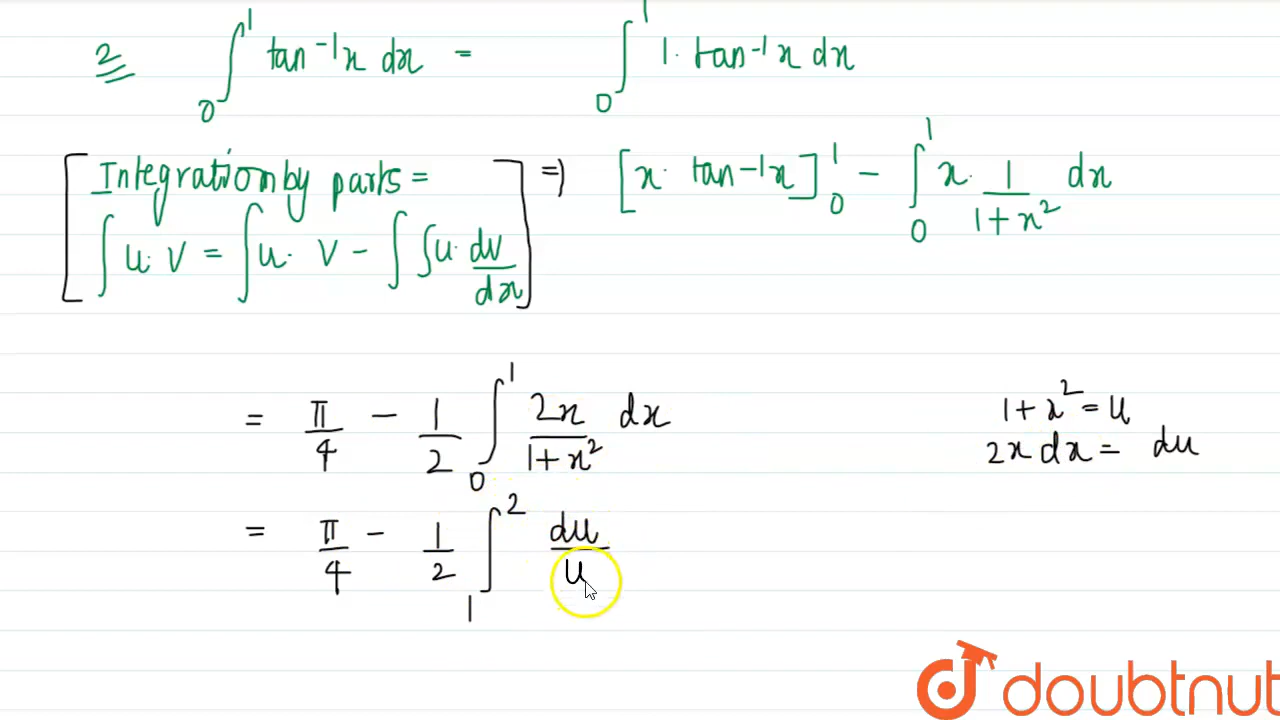 2 ∫₀¹ tan⁻¹x dx = ∫₀¹ 1. tan-1x dx
[Integration by parts = ⇒ [x. tan-1x]₀¹ - ∫₀¹ x. 1/(1+x²) dx
∫ u.v = ∫u. v - ∫ ∫u. dv/dx]
= π/4 - 1/2 ∫₀¹ 2x/(1+x²) dx
1+x² = u
2x dx = du
= π/4 - 1/2 ∫₁² du/u
doubtnut